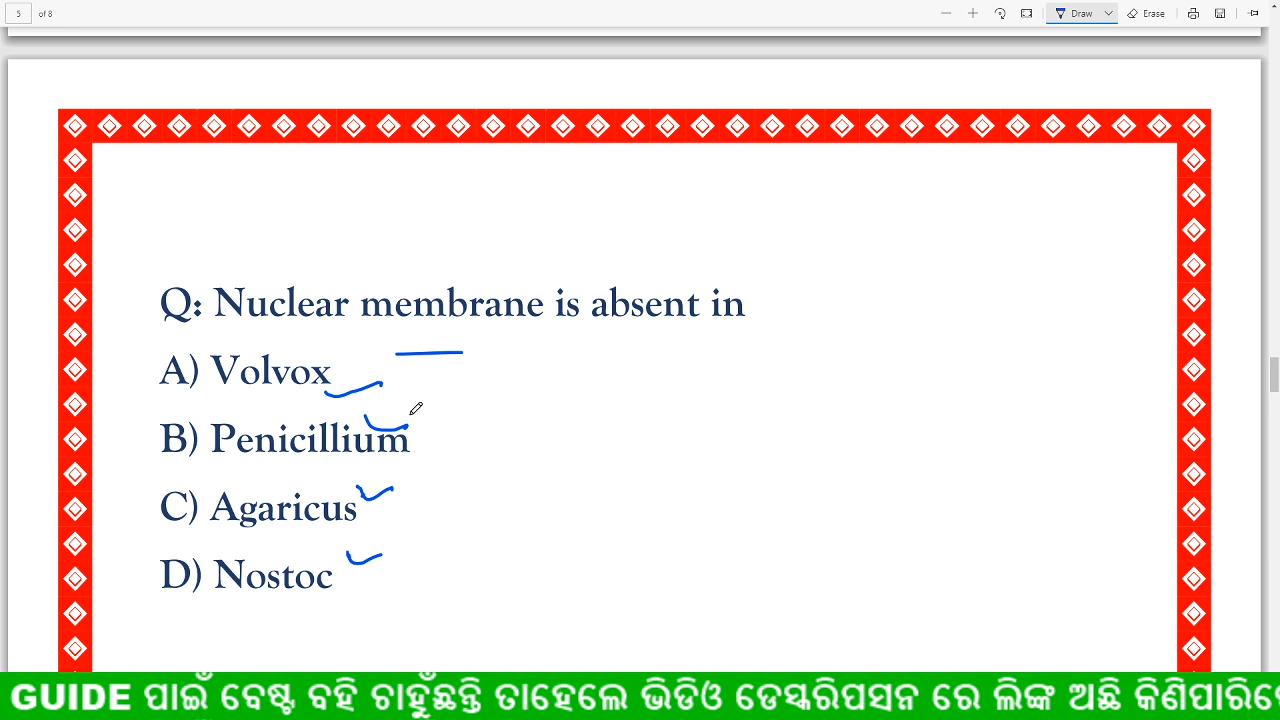 5 of 8 Draw Erase
Q: Nuclear membrane is absent in
A) Volvox
B) Penicillium
C) Agaricus
D) Nostoc
GUIDE ପାଇଁ ବେଷ୍ଟ ବହି ଚାହୁଁଛନ୍ତି ତାହେଲେ ଭିଡିଓ ଡେସ୍କରିପସନ ରେ ଲିଙ୍କ ଅଛି